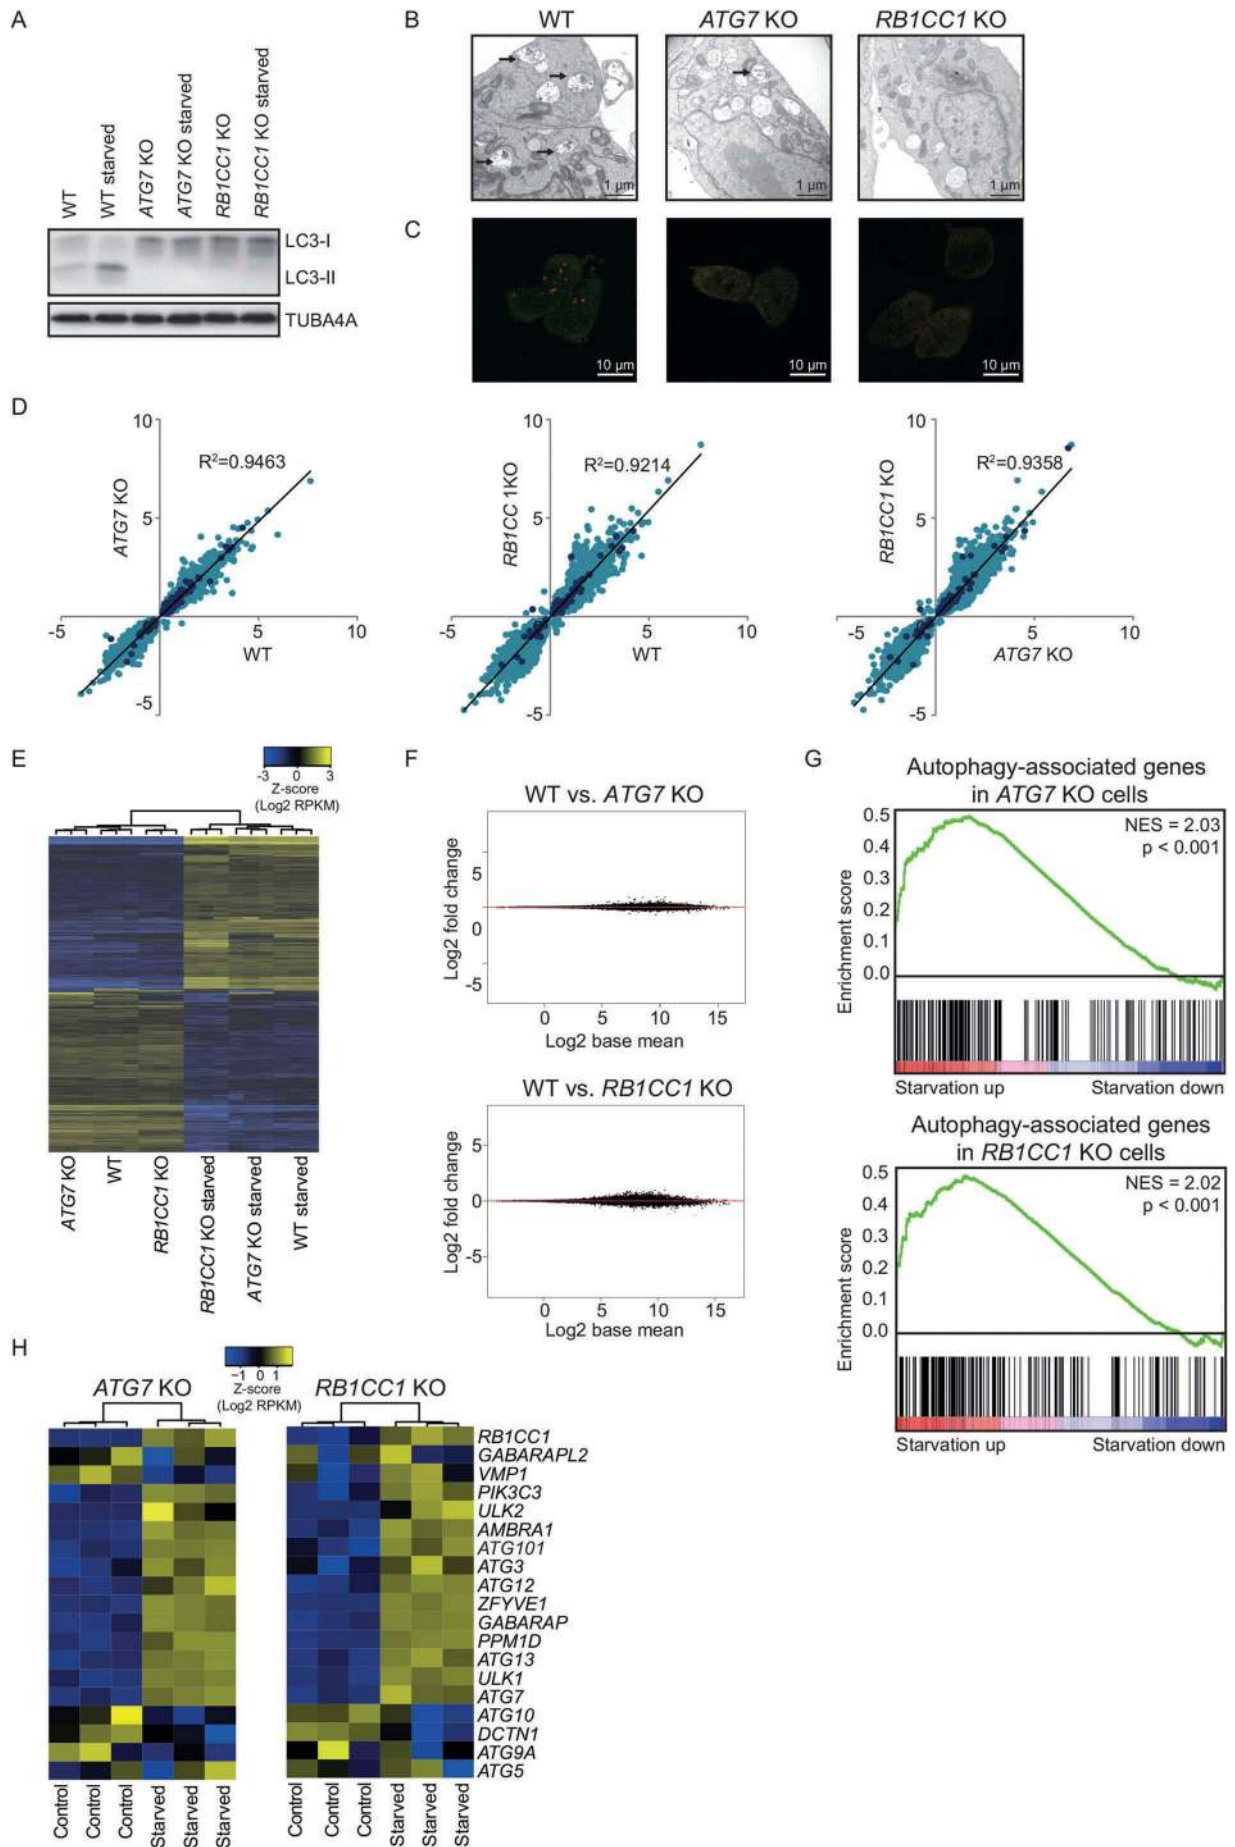 A
WT
WT starved
ATG7 KO
ATG7 KO starved
RB1CC1 KO
RB1CC1 KO starved
LC3-I
LC3-II
TUBA4A
B
WT
ATG7 KO
RB1CC1 KO
1 µm
1 µm
1 µm
C
10 µm
10 µm
10 µm
D
10
5
-5
5
10
-5
R²=0.9463
ATG7 KO
WT
10
5
-5
5
10
-5
R²=0.9214
RB1CC 1KO
WT
10
5
-5
5
10
-5
R²=0.9358
RB1CC1 KO
ATG7 KO
E
-3 0 3
Z-score
(Log2 RPKM)
ATG7 KO
WT
RB1CC1 KO
RB1CC1 KO starved
ATG7 KO starved
WT starved
F
WT vs. ATG7 KO
Log2 fold change
5
0
-5
0 5 10 15
Log2 base mean
WT vs. RB1CC1 KO
Log2 fold change
5
0
-5
0 5 10 15
Log2 base mean
G
Autophagy-associated genes
in ATG7 KO cells
NES = 2.03
p < 0.001
Enrichment score
0.5
0.4
0.3
0.2
0.1
0.0
Starvation up Starvation down
Autophagy-associated genes
in RB1CC1 KO cells
NES = 2.02
p < 0.001
Enrichment score
0.5
0.4
0.3
0.2
0.1
0.0
Starvation up Starvation down
H
−1 0 1
Z-score
(Log2 RPKM)
ATG7 KO
RB1CC1 KO
RB1CC1
GABARAPL2
VMP1
PIK3C3
ULK2
AMBRA1
ATG101
ATG3
ATG12
ZFYVE1
GABARAP
PPM1D
ATG13
ULK1
ATG7
ATG10
DCTN1
ATG9A
ATG5
Control
Control
Control
Starved
Starved
Starved
Control
Control
Control
Starved
Starved
Starved